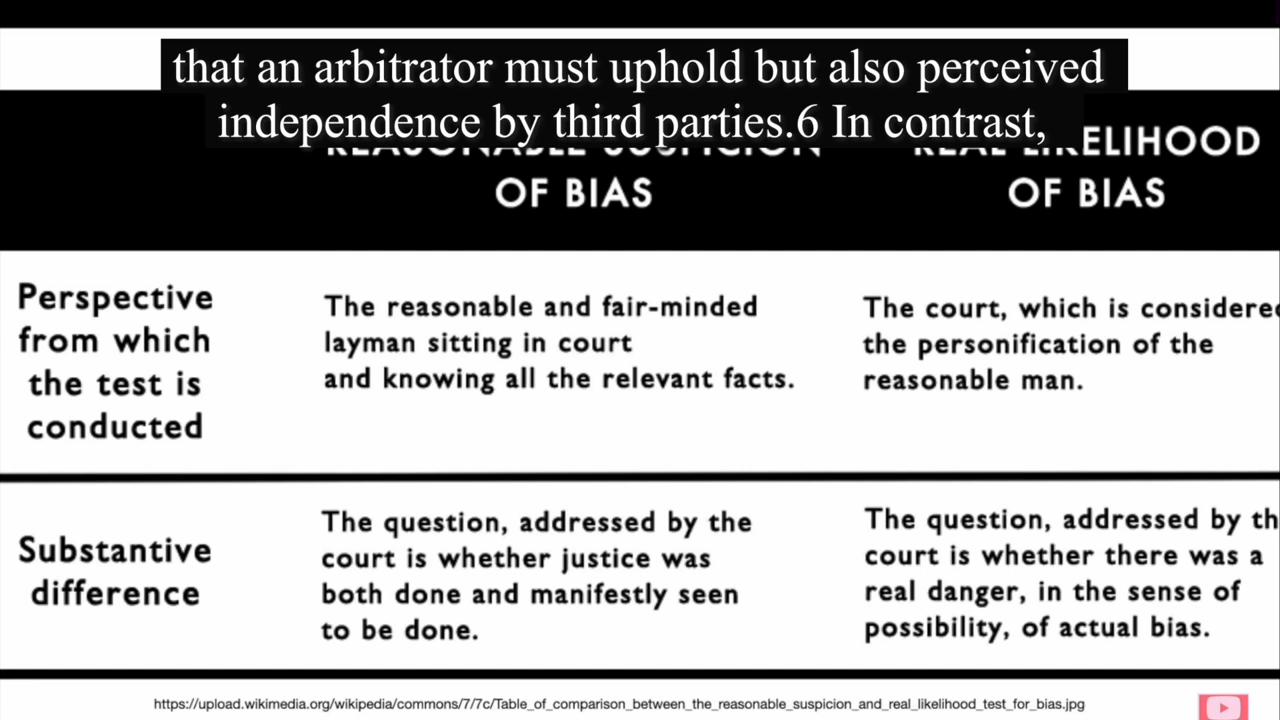 that an arbitrator must uphold but also perceived
independence by third parties.6 In contrast,
REASONABLE SUSPICION
OF BIAS
REAL LIKELIHOOD
OF BIAS
Perspective
from which
the test is
conducted
The reasonable and fair-minded
layman sitting in court
and knowing all the relevant facts.
The court, which is considered
the personification of the
reasonable man.
Substantive
difference
The question, addressed by the
court is whether justice was
both done and manifestly seen
to be done.
The question, addressed by th
court is whether there was a
real danger, in the sense of
possibility, of actual bias.
https://upload.wikimedia.org/wikipedia/commons/7/7c/Table_of_comparison_between_the_reasonable_suspicion_and_real_likelihood_test_for_bias.jpg